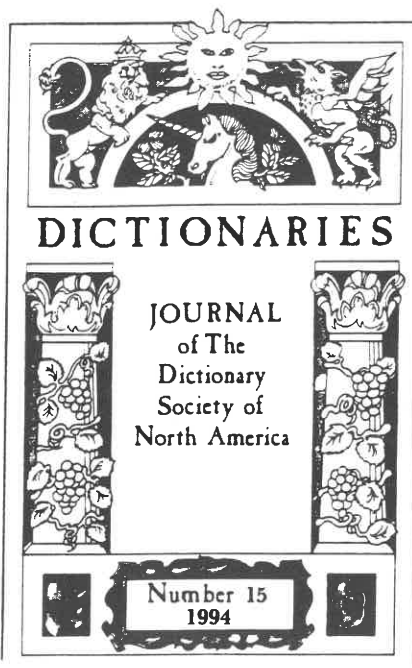 DICTIONARIES
JOURNAL
of The
Dictionary
Society of
North America
Number 15
1994